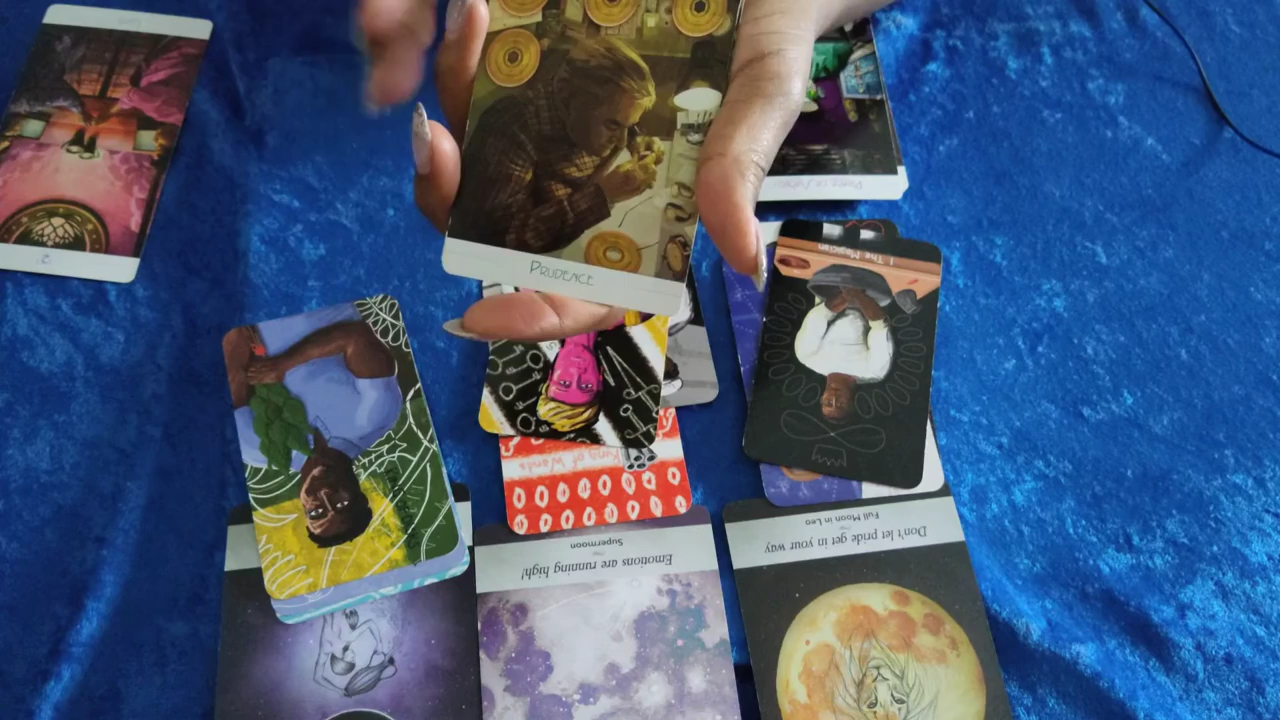 PRUDENCE
1 The Magician
King of Wands
Supermoon
Emotions are running high!
Full Moon in Leo
Don't let pride get in your way